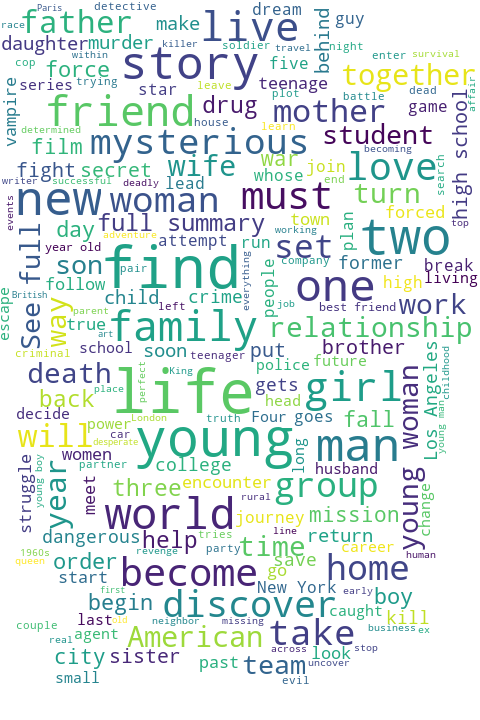 race
Paris
detective
dream
guy
behind
father
make
live
daughter
murder
within
cop
force
killer
soldier
travel
night
story
five
enter
survival
trying
teenage
together
vampire
series
star
leave
plot
battle
dead
affair
friend
drug
mother
game
high school
film
mysterious
house
learn
becoming
student
determined
fight
secret
wife
war
join
end
love
search
writer
successful
deadly
lead
whose
turn
events
new
woman
must
forced
top
day
full summary
set
town
plan
two
See full
year old
adventure
attempt
run
people
working
former
break
son
pair
find
everything
company
one
high
living
escape
follow
child
crime
job
work
British
parent
left
best friend
way
true
art
family
relationship
criminal
school
soon
teenager
put
brother
police
future
Los Angeles
childhood
young man
death
place
perfect
life
King
gets
head
girl
back
decide
power
London
truth
Four
goes
fall
woman
will
car
desperate
young
man
women
college
long
husband
struggle
young boy
year
partner
meet
three
encounter
group
rural
young woman
change
world
journey
mission
dangerous
help
tries
line
time
return
1960s
queen
revenge
party
career
human
order
save
home
start
become
go
New York
early
boy
first
begin
discover
caught
kill
last
old
neighbor
missing
take
business
ex
couple
real
agent
American
across
look
stop
city
sister
past
team
uncover
small
evil